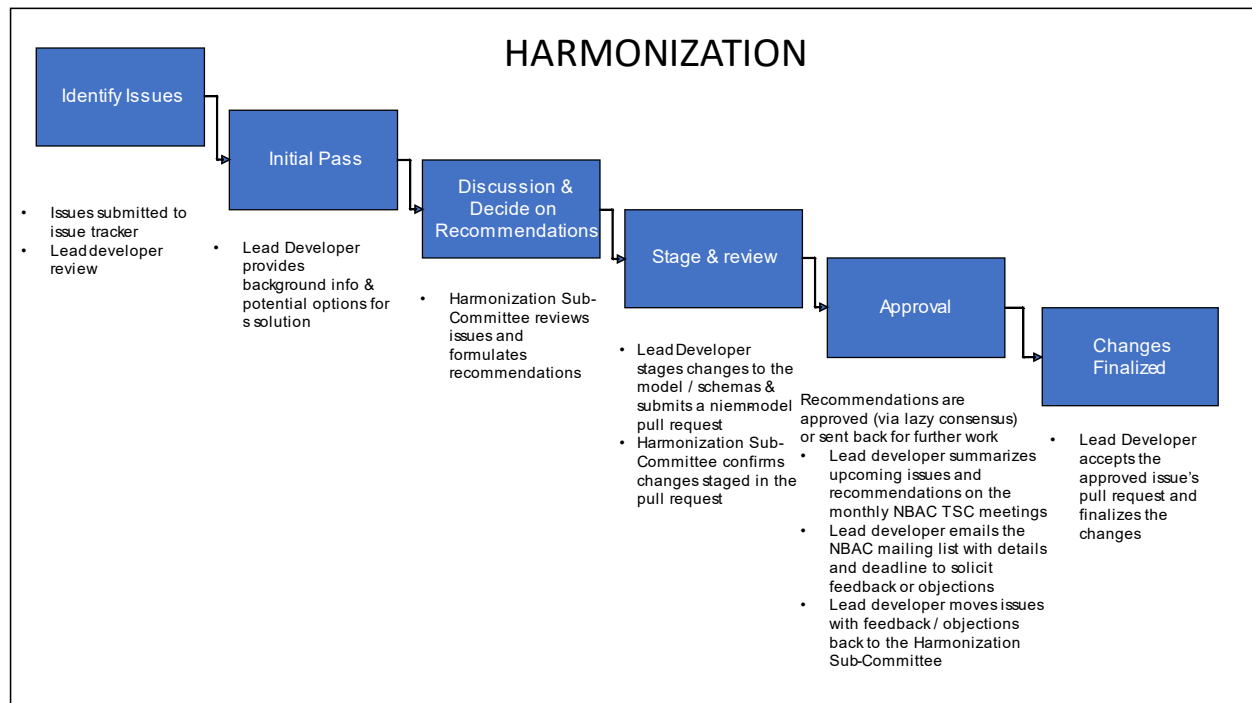 HARMONIZATION
Identify Issues
• Issues submitted to
issue tracker
• Lead developer
review
Initial Pass
• Lead Developer
provides
background info &
potential options for
s solution
Discussion &
Decide on
Recommendations
• Harmonization Sub-
Committee reviews
issues and
formulates
recommendations
Stage & review
• Lead Developer
stages changes to the
model / schemas &
submits a niem-model
pull request
• Harmonization Sub-
Committee confirms
changes staged in the
pull request
Approval
Recommendations are
approved (via lazy consensus)
or sent back for further work
• Lead developer summarizes
upcoming issues and
recommendations on the
monthly NBAC TSC meetings
• Lead developer emails the
NBAC mailing list with details
and deadline to solicit
feedback or objections
• Lead developer moves issues
with feedback / objections
back to the Harmonization
Sub-Committee
Changes
Finalized
• Lead Developer
accepts the
approved issue's
pull request and
finalizes the
changes